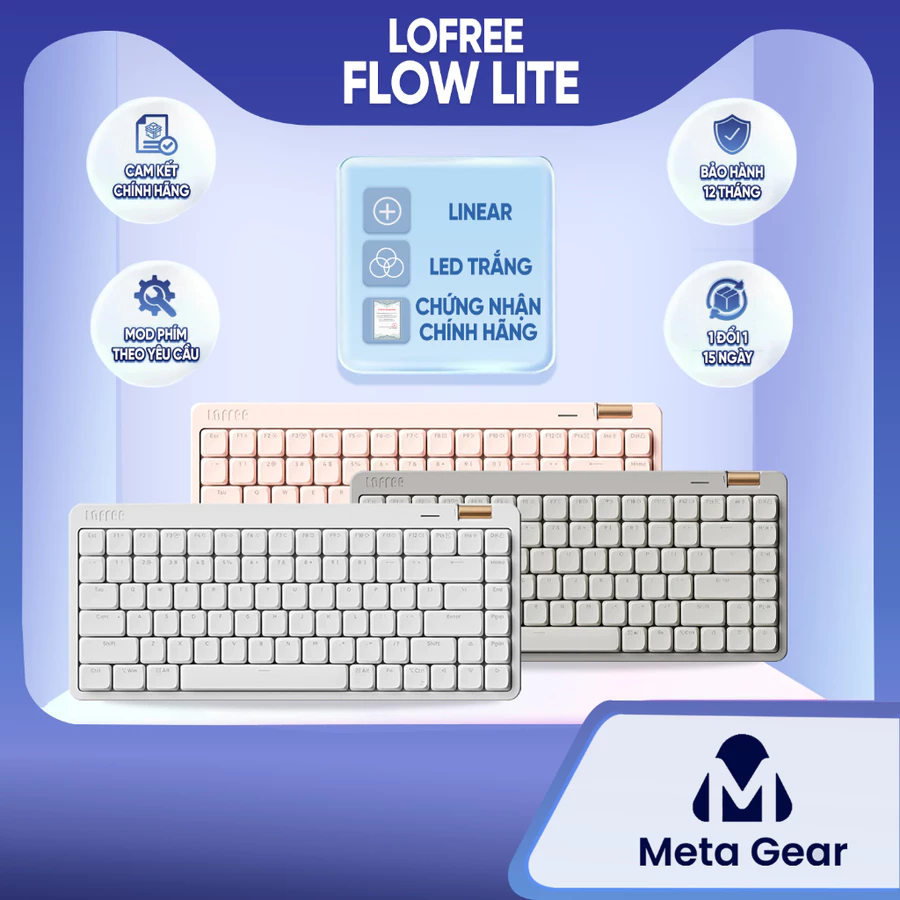 LOFREE
FLOW LITE
CAM KẾT
CHÍNH HÃNG
BẢO HÀNH
12 THÁNG
LINEAR
LED TRẮNG
CHỨNG NHẬN
CHÍNH HÃNG
MOD PHÍM
THEO YÊU CẦU
1 ĐỔI 1
15 NGÀY
LOFREE
LOFREE
LOFREE
Meta Gear